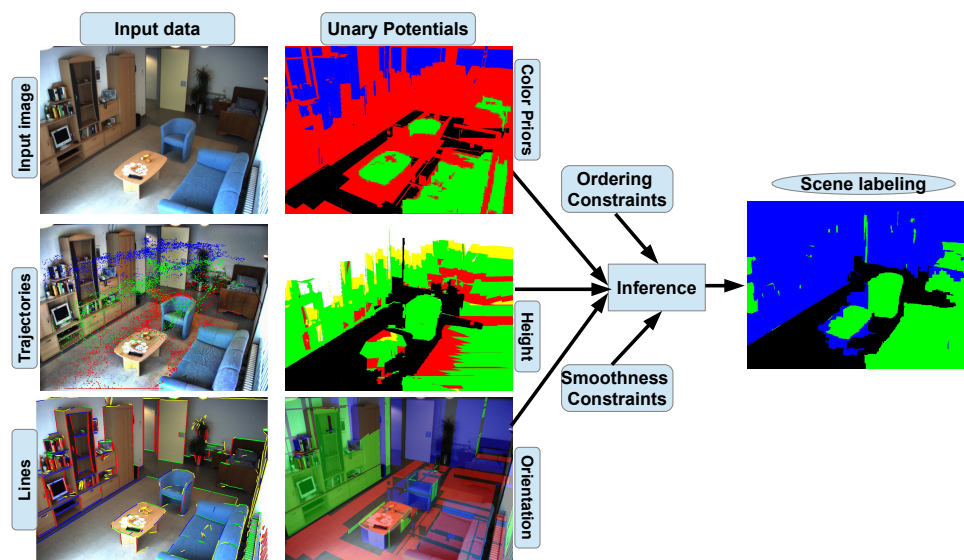 Input data
Unary Potentials
Input image
Color Priors
Ordering
Constraints
Scene labeling
Trajectories
Height
Inference
Smoothness
Constraints
Lines
Orientation